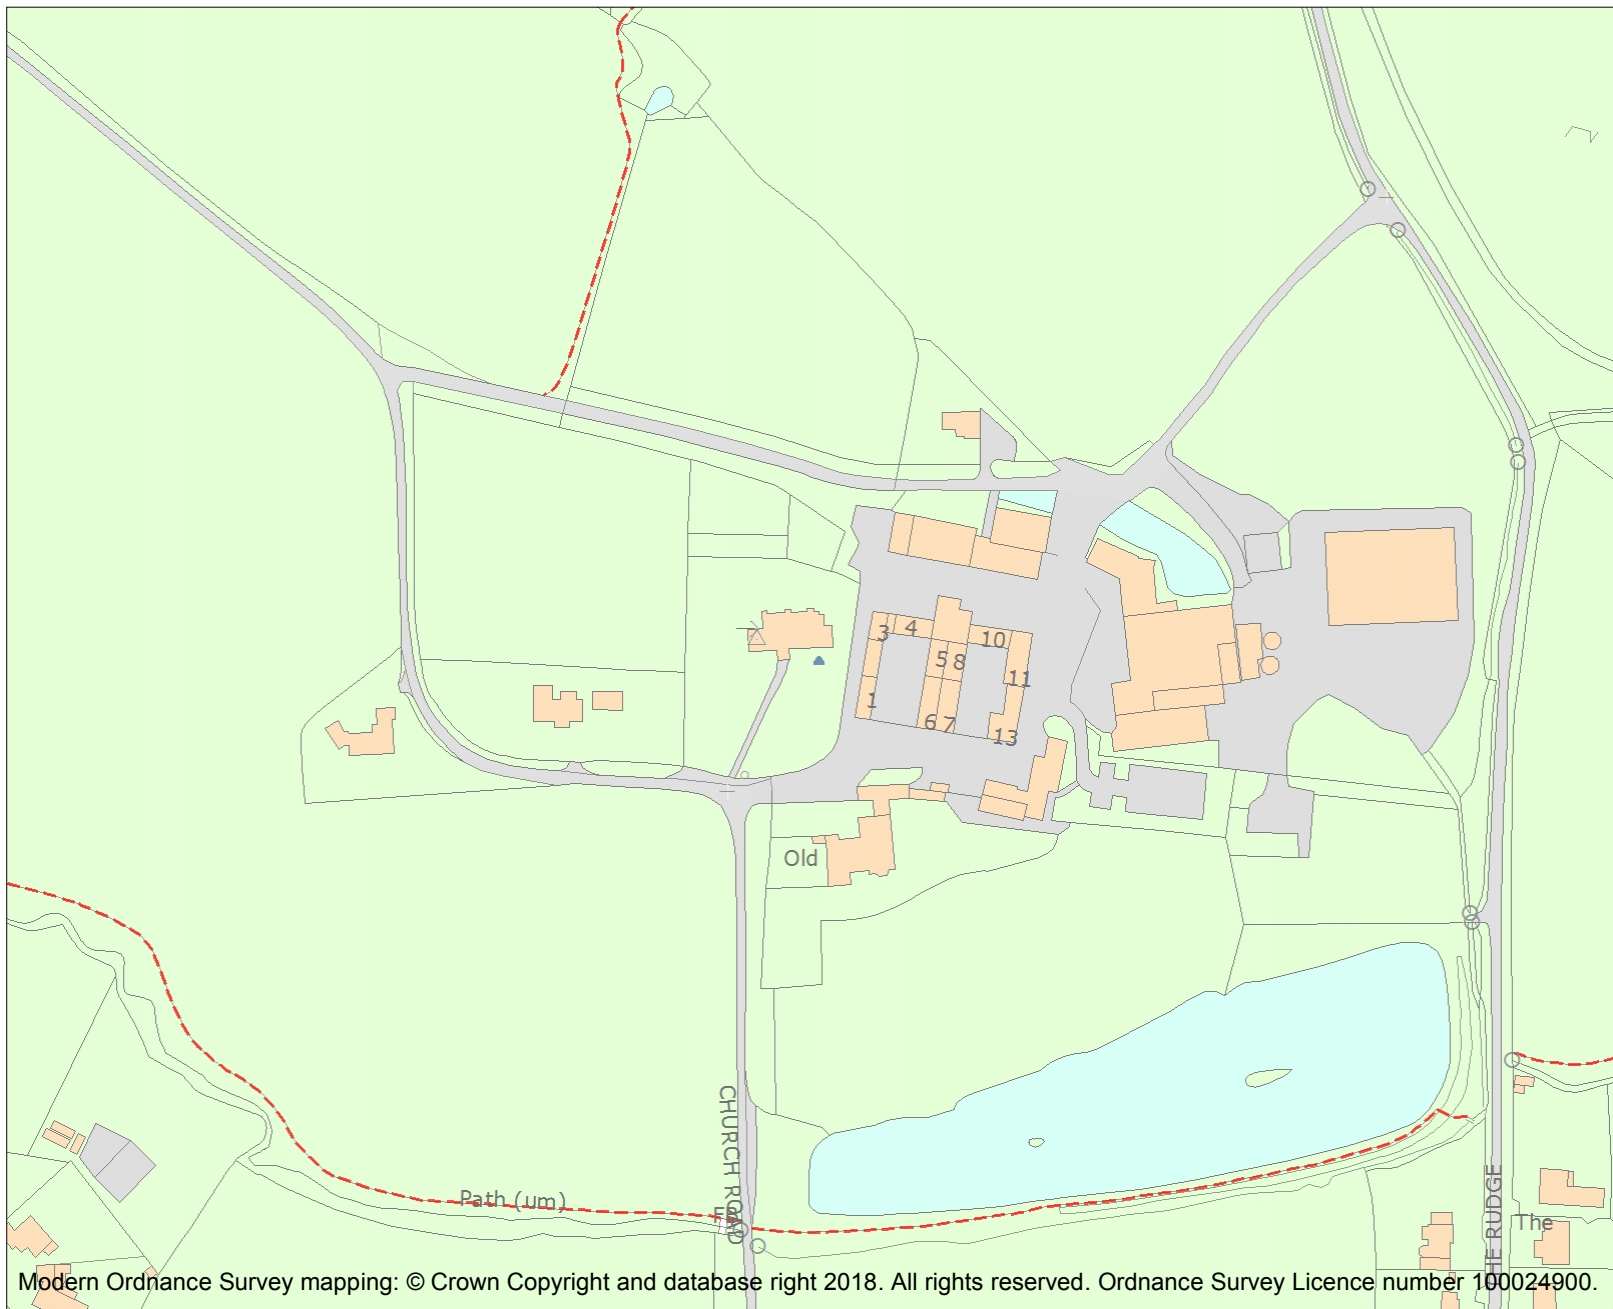 3
4
10
5
8
11
1
6
7
13
Old
CHURCH ROAD
Path (um)
FB
THE RUDGE
The
Modern Ordnance Survey mapping: © Crown Copyright and database right 2018. All rights reserved. Ordnance Survey Licence number 100024900.